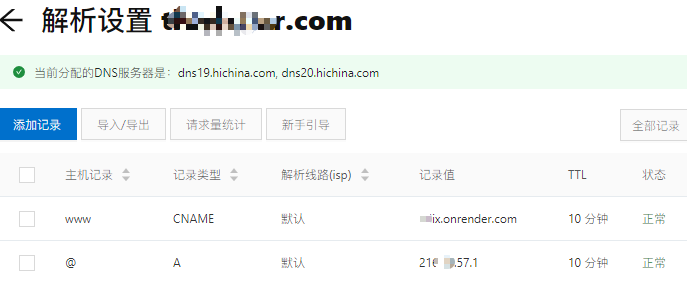 解析设置 .com
当前分配的DNS服务器是：dns19.hichina.com, dns20.hichina.com
添加记录 导入/导出 请求量统计 新手引导 全部记录
主机记录 记录类型 解析线路(isp) 记录值 TTL 状态
www CNAME 默认 ix.onrender.com 10 分钟 正常
@ A 默认 216 .57.1 10 分钟 正常